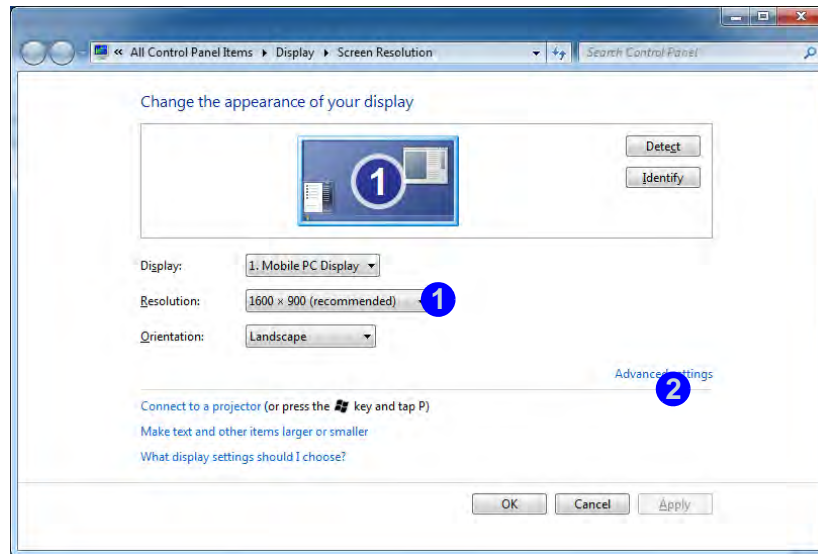 « All Control Panel Items ▸ Display ▸ Screen Resolution Search Control Panel
Change the appearance of your display
1
Detect
Identify
Display: 1. Mobile PC Display
Resolution: 1600 × 900 (recommended) 1
Orientation: Landscape
Advanced settings
2
Connect to a projector (or press the key and tap P)
Make text and other items larger or smaller
What display settings should I choose?
OK Cancel Apply